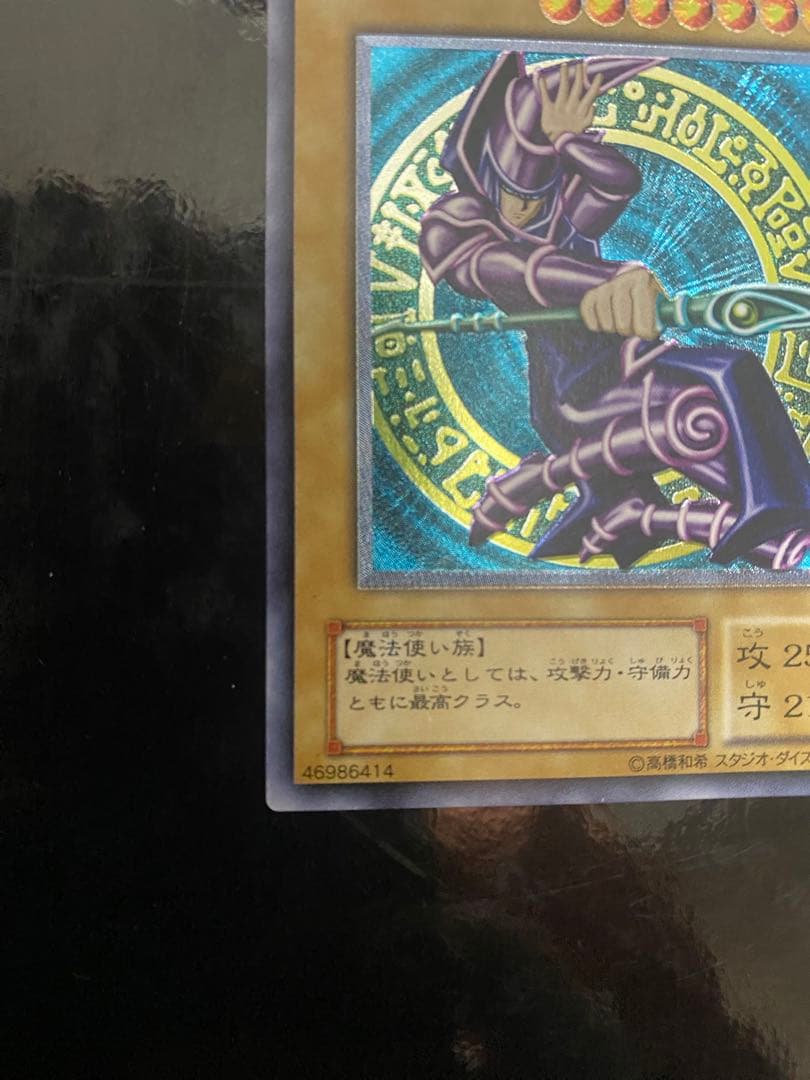 【魔法使い族】
魔法使いとしては、攻撃力・守備力
ともに最高クラス。
攻 25
守 21
46986414
©高橋和希 スタジオ・ダイス